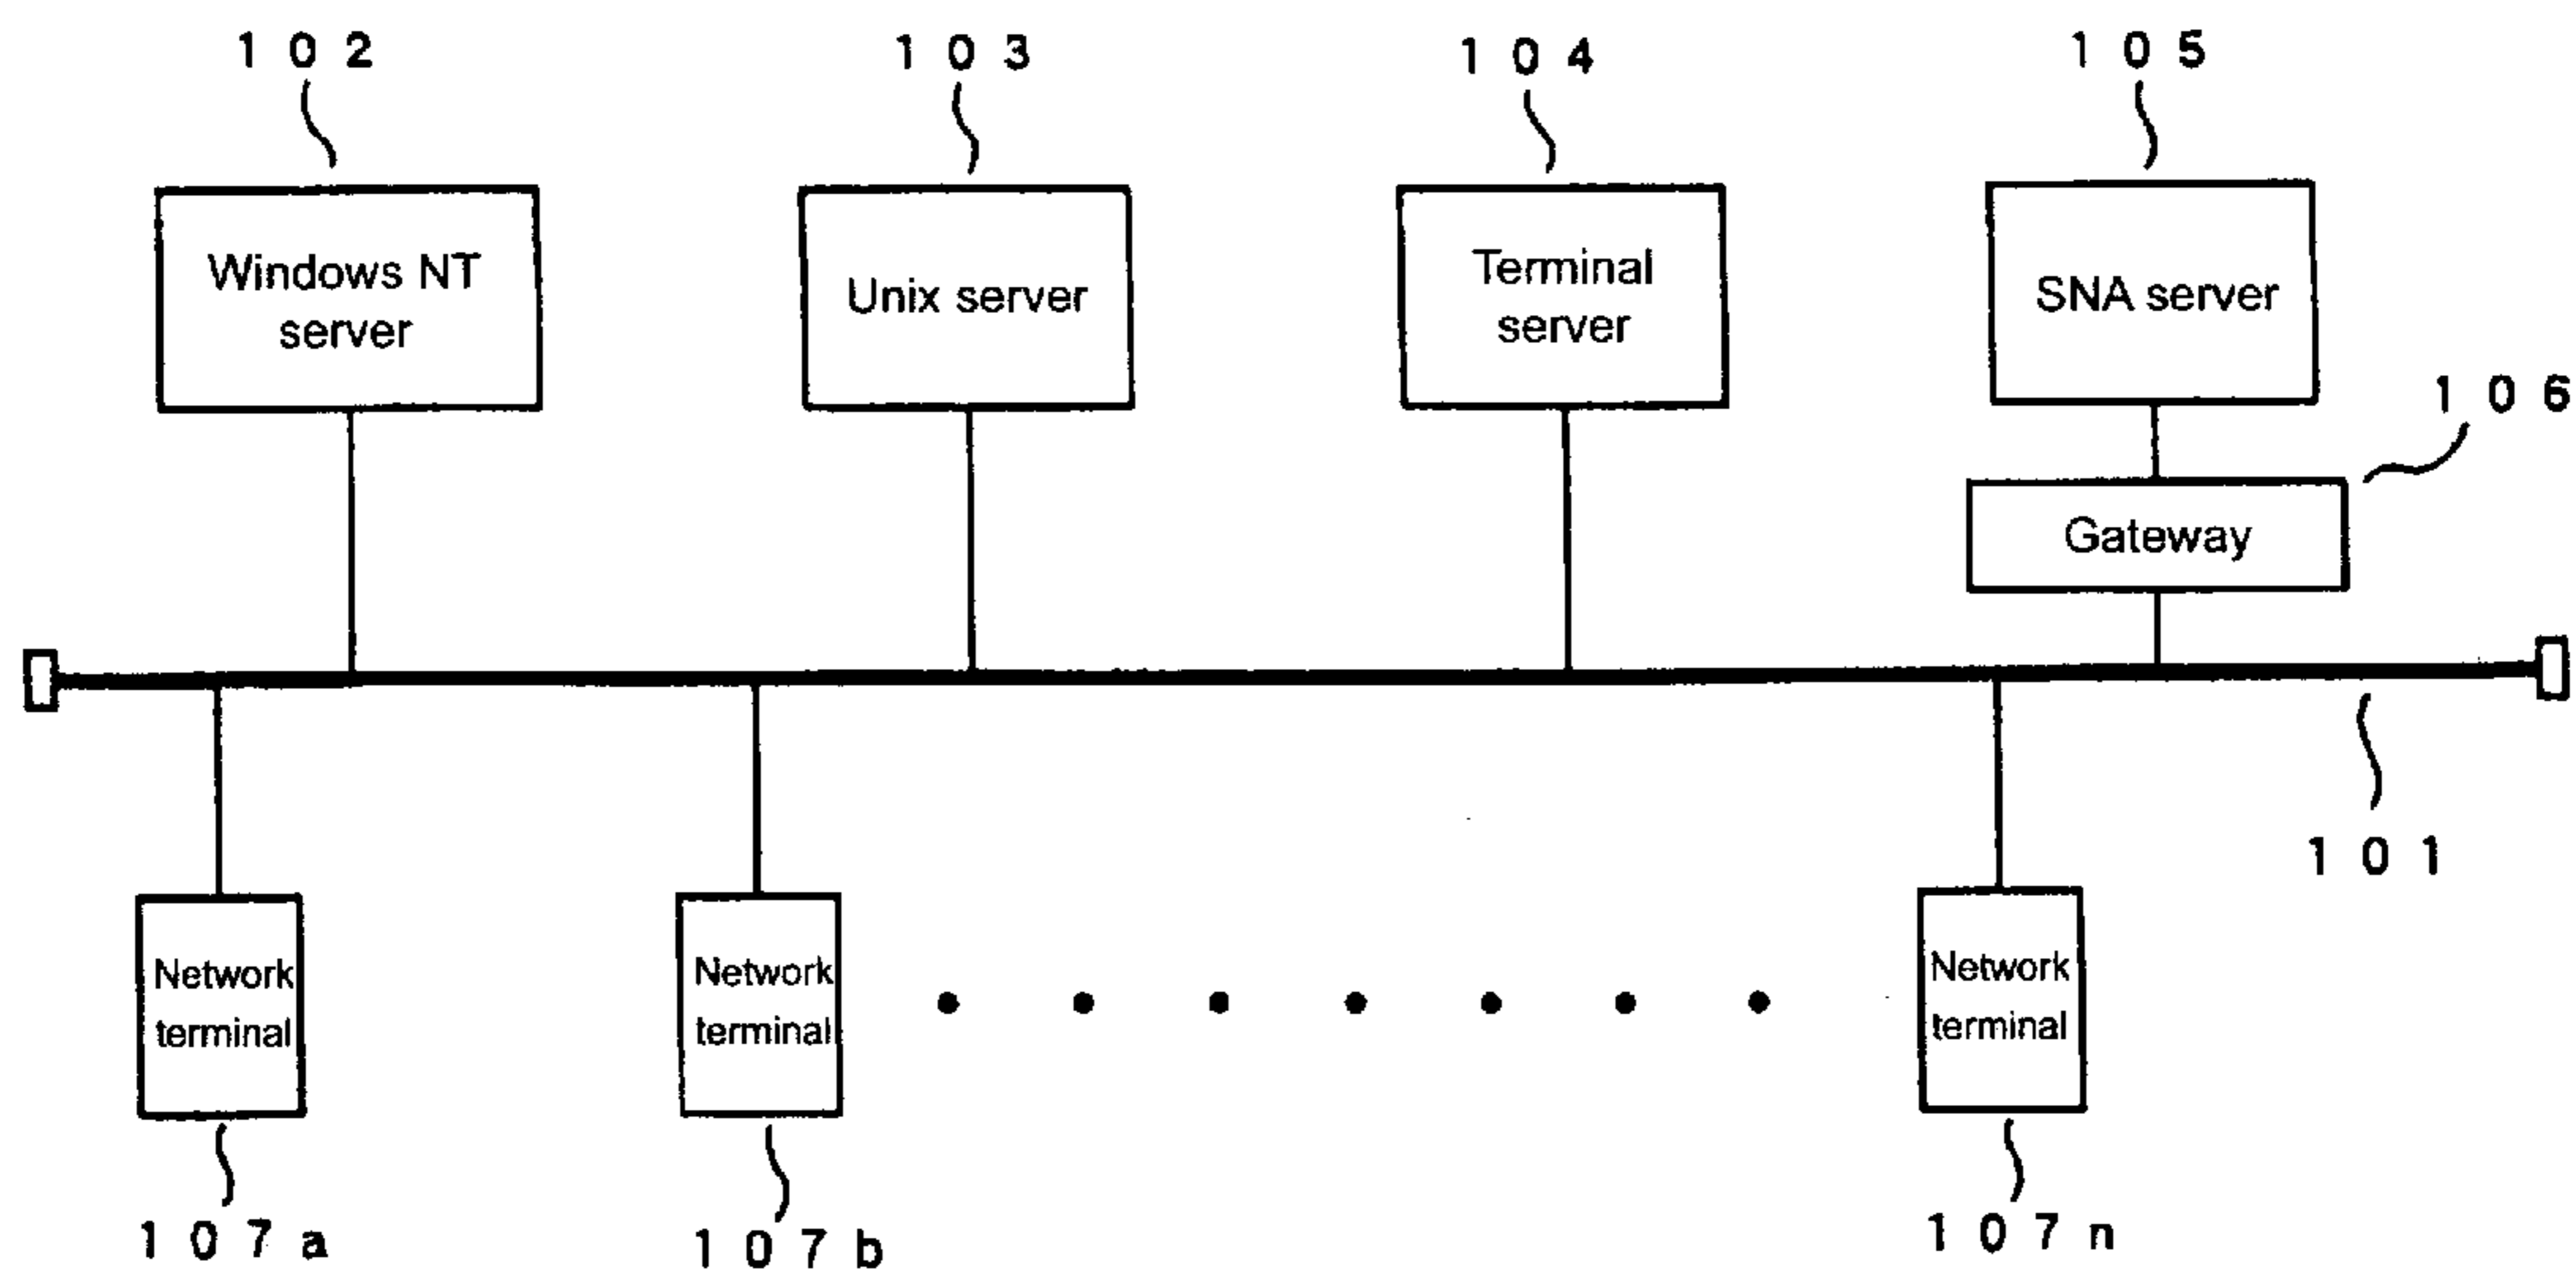 102
103
104
105
Windows NT
server
Unix server
Terminal
server
SNA server
106
Gateway
101
Network
terminal
Network
terminal
Network
terminal
107a
107b
107n